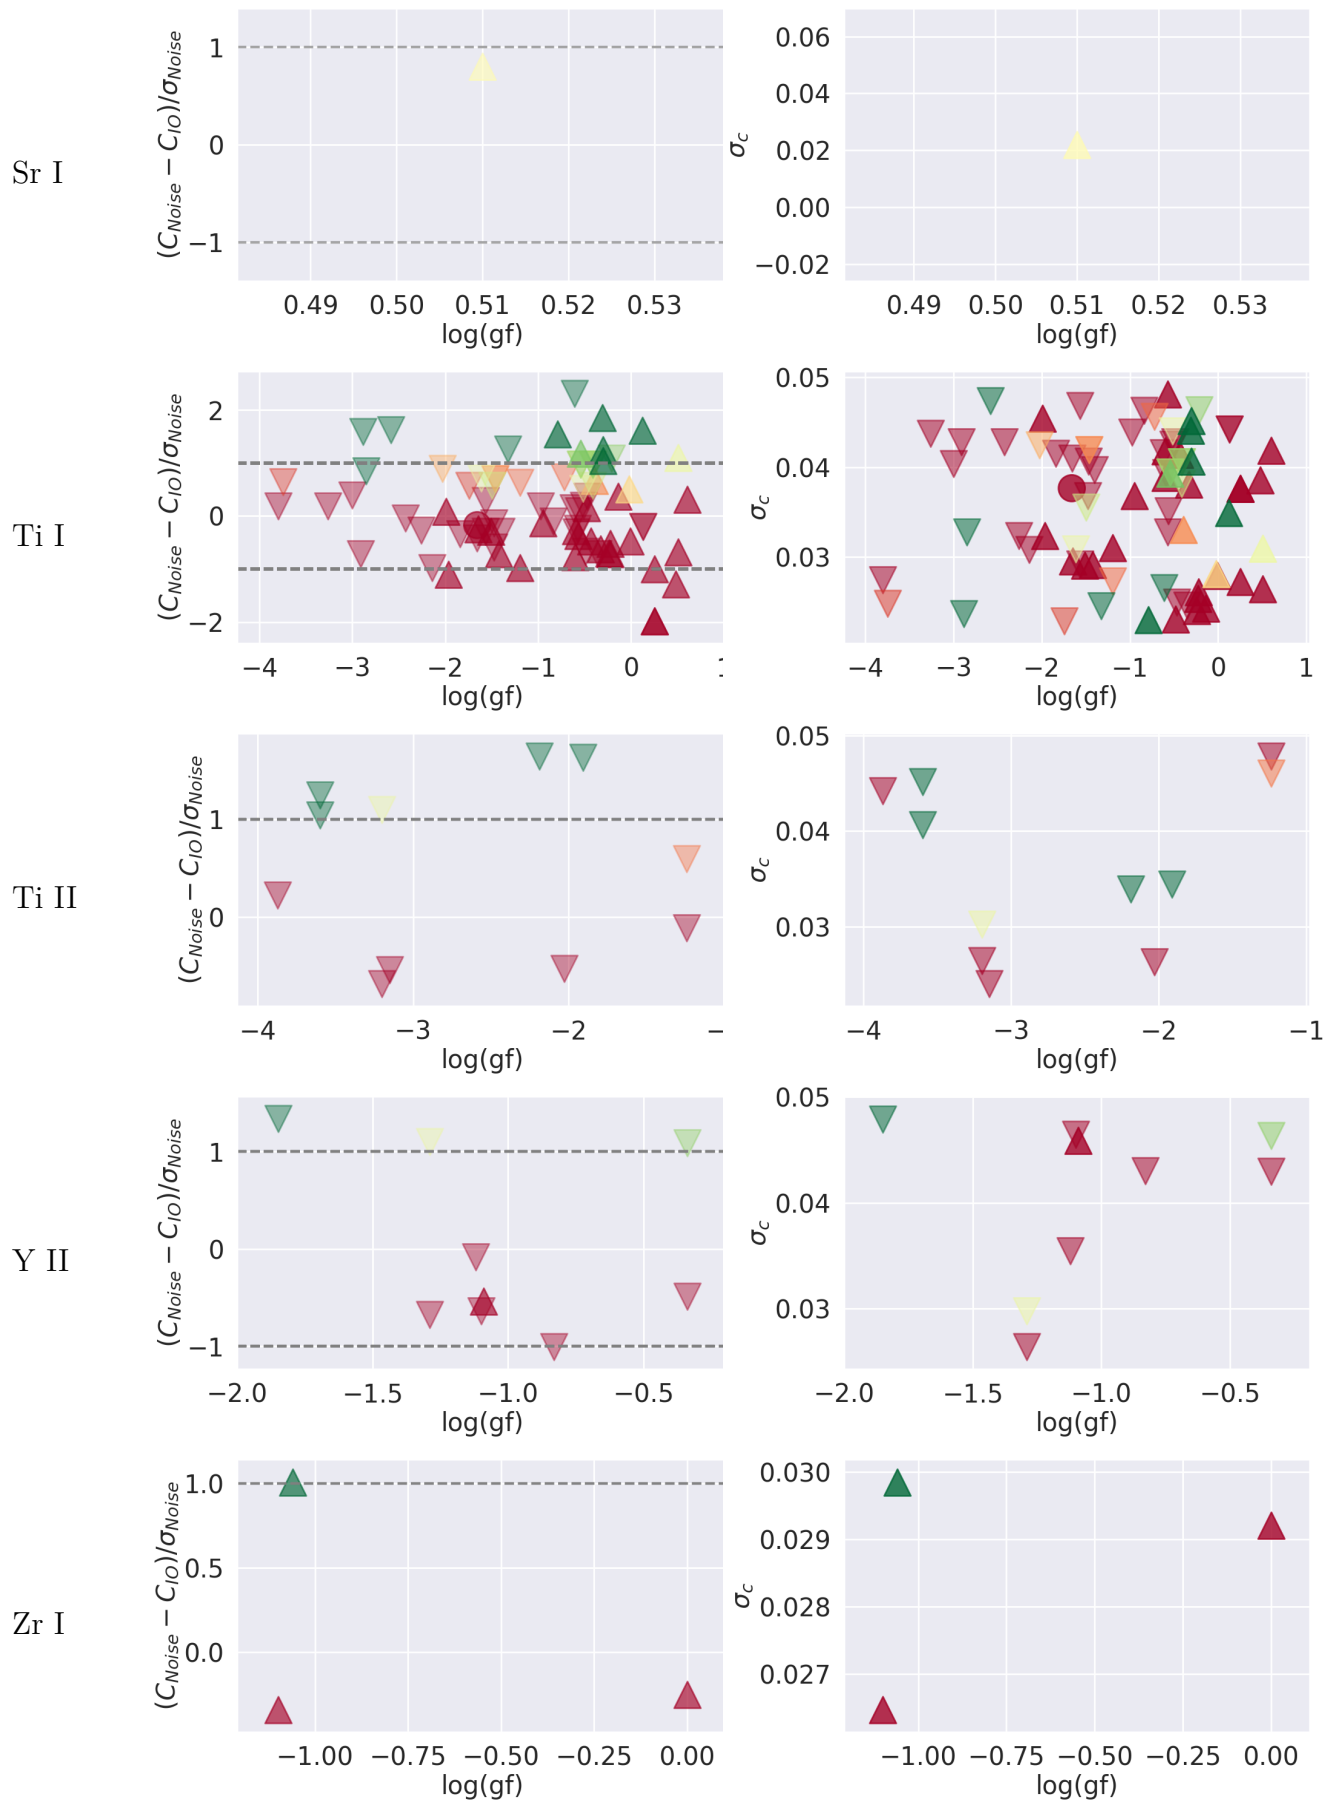 Sr I
(C_Noise − C_IO)/σ_Noise
1
0
−1
0.49 0.50 0.51 0.52 0.53
log(gf)
σ_c
0.06
0.04
0.02
0.00
−0.02
0.49 0.50 0.51 0.52 0.53
log(gf)
Ti I
(C_Noise − C_IO)/σ_Noise
2
1
0
−1
−2
−4 −3 −2 −1 0
log(gf)
σ_c
0.05
0.04
0.03
−4 −3 −2 −1 0 1
log(gf)
Ti II
(C_Noise − C_IO)/σ_Noise
1
0
−4 −3 −2 −
log(gf)
σ_c
0.05
0.04
0.03
−4 −3 −2 −1
log(gf)
Y II
(C_Noise − C_IO)/σ_Noise
1
0
−1
−2.0 −1.5 −1.0 −0.5
log(gf)
σ_c
0.05
0.04
0.03
−2.0 −1.5 −1.0 −0.5
log(gf)
Zr I
(C_Noise − C_IO)/σ_Noise
1.0
0.5
0.0
−1.00 −0.75 −0.50 −0.25 0.00
log(gf)
σ_c
0.030
0.029
0.028
0.027
−1.00 −0.75 −0.50 −0.25 0.00
log(gf)